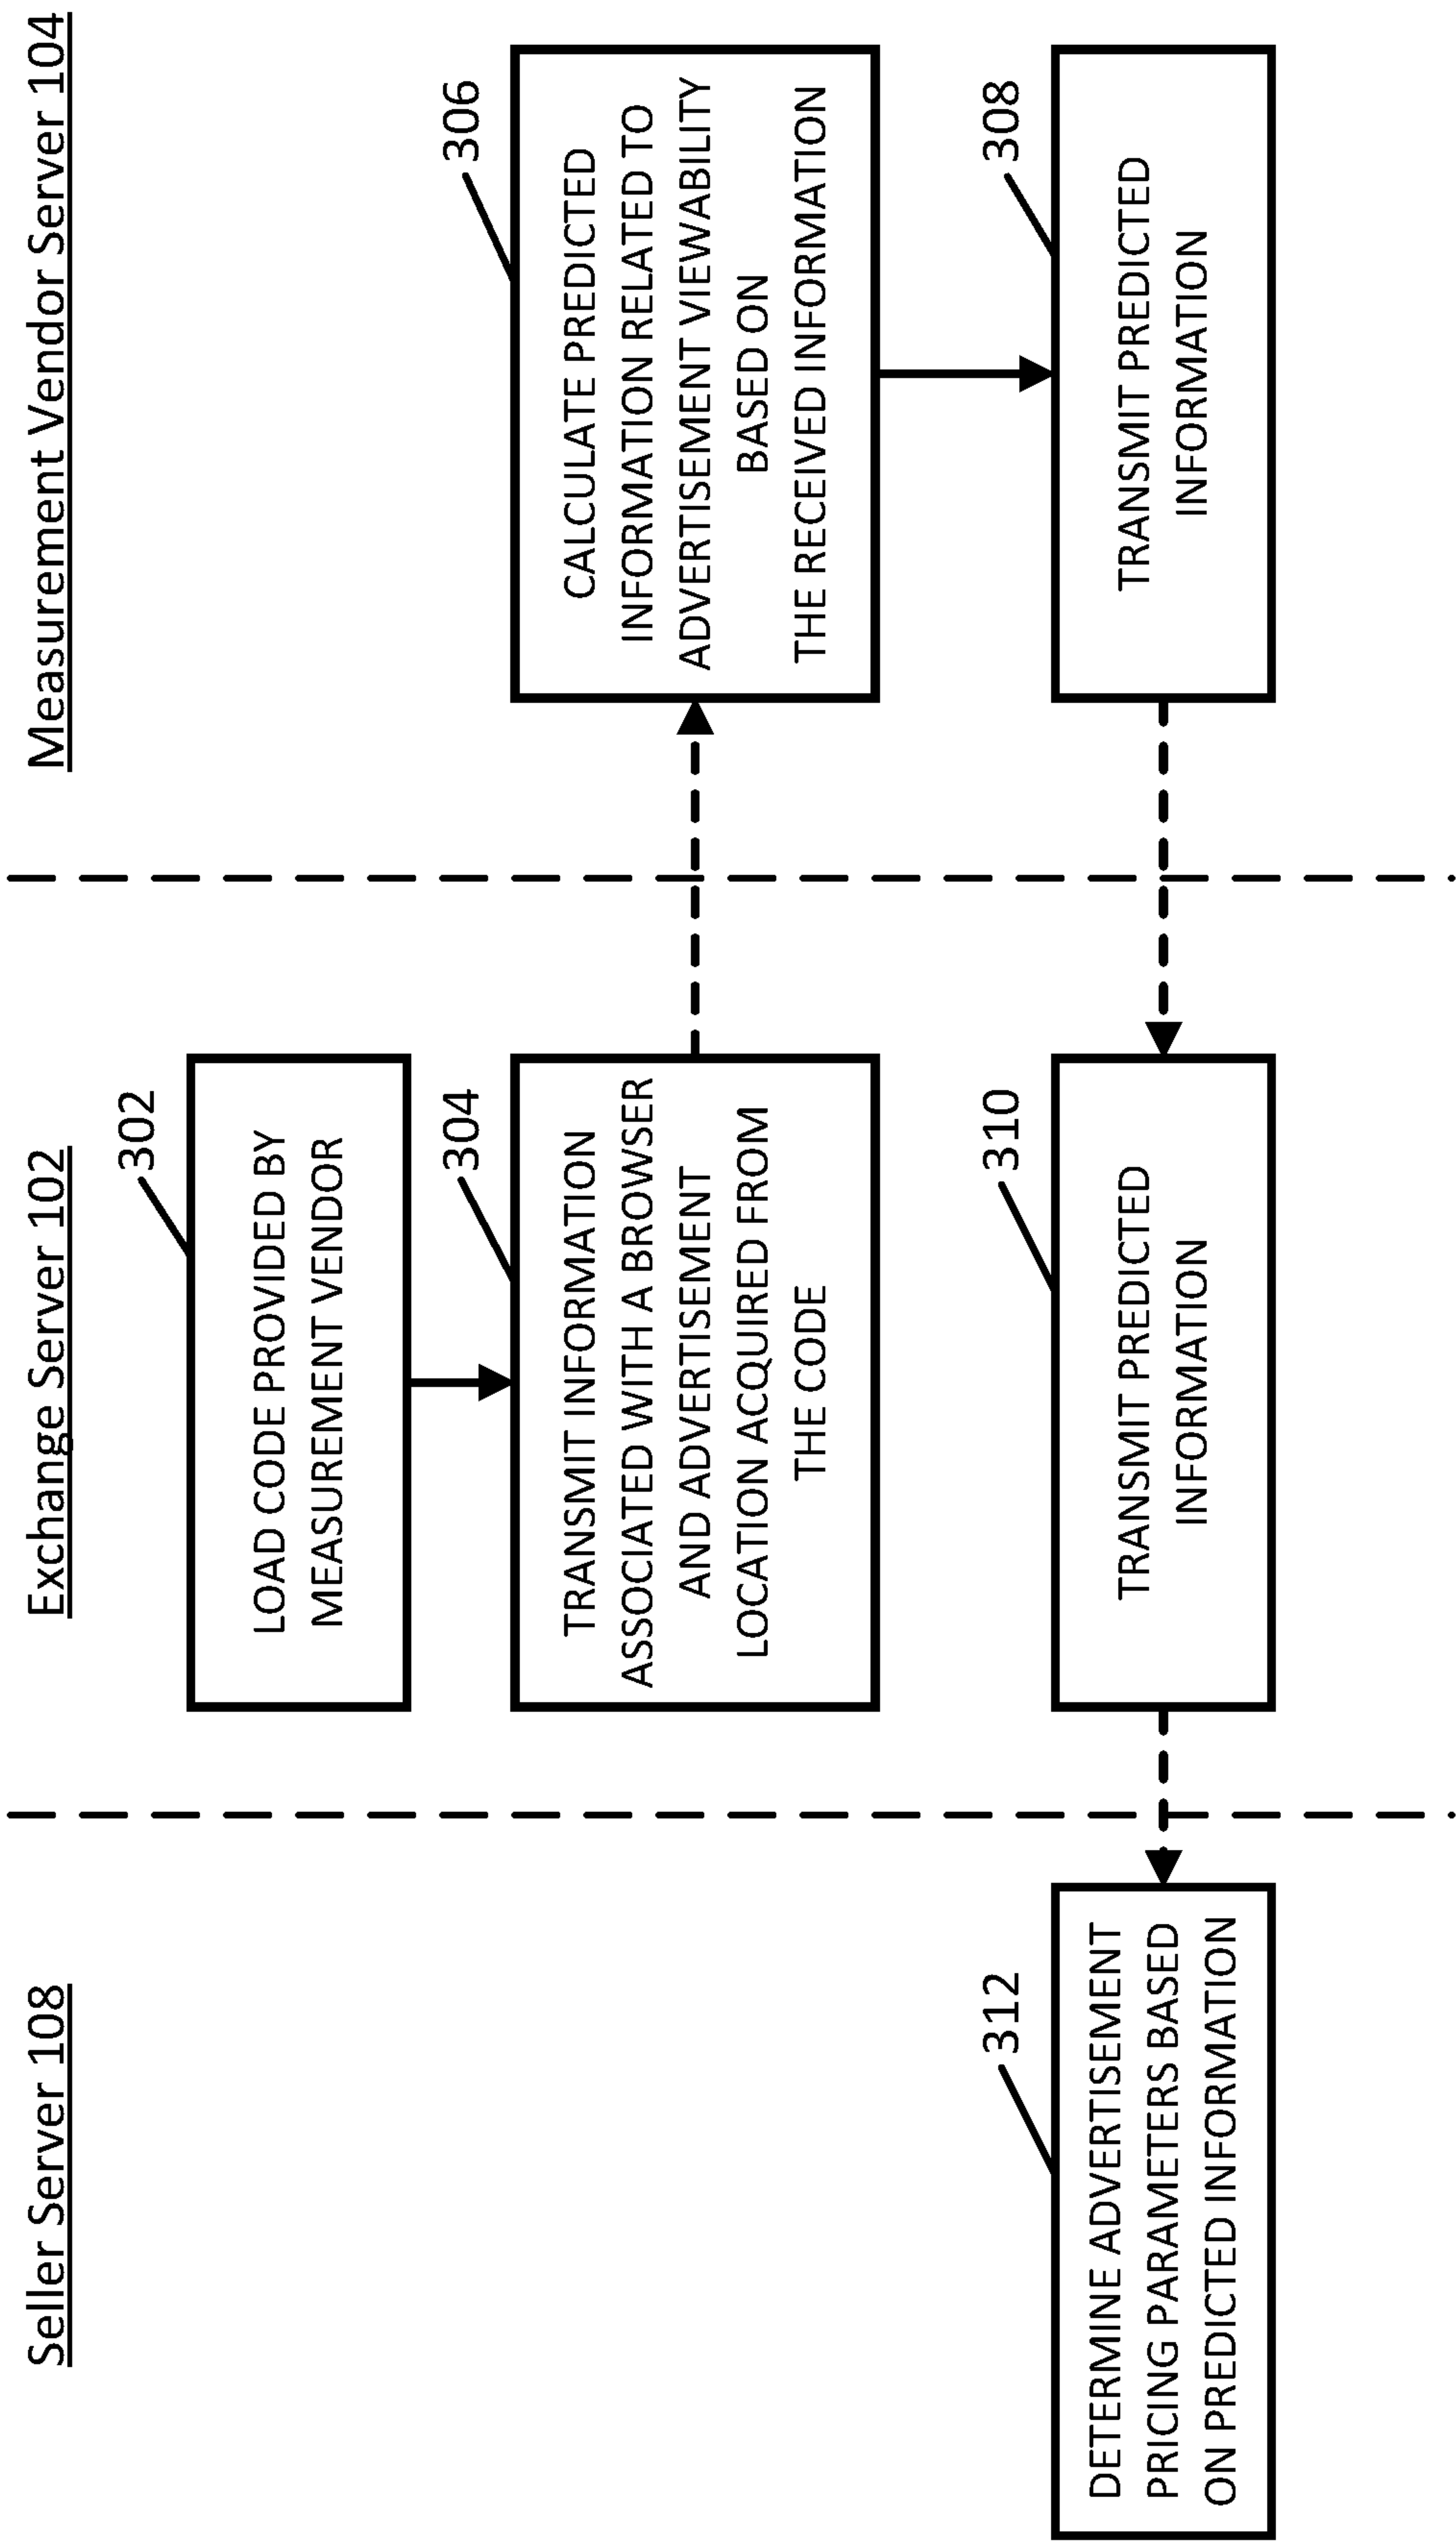 Seller Server 108
Exchange Server 102
Measurement Vendor Server 104
302
LOAD CODE PROVIDED BY
MEASUREMENT VENDOR
304
TRANSMIT INFORMATION
ASSOCIATED WITH A BROWSER
AND ADVERTISEMENT
LOCATION ACQUIRED FROM
THE CODE
306
CALCULATE PREDICTED
INFORMATION RELATED TO
ADVERTISEMENT VIEWABILITY
BASED ON
THE RECEIVED INFORMATION
308
TRANSMIT PREDICTED
INFORMATION
310
TRANSMIT PREDICTED
INFORMATION
312
DETERMINE ADVERTISEMENT
PRICING PARAMETERS BASED
ON PREDICTED INFORMATION